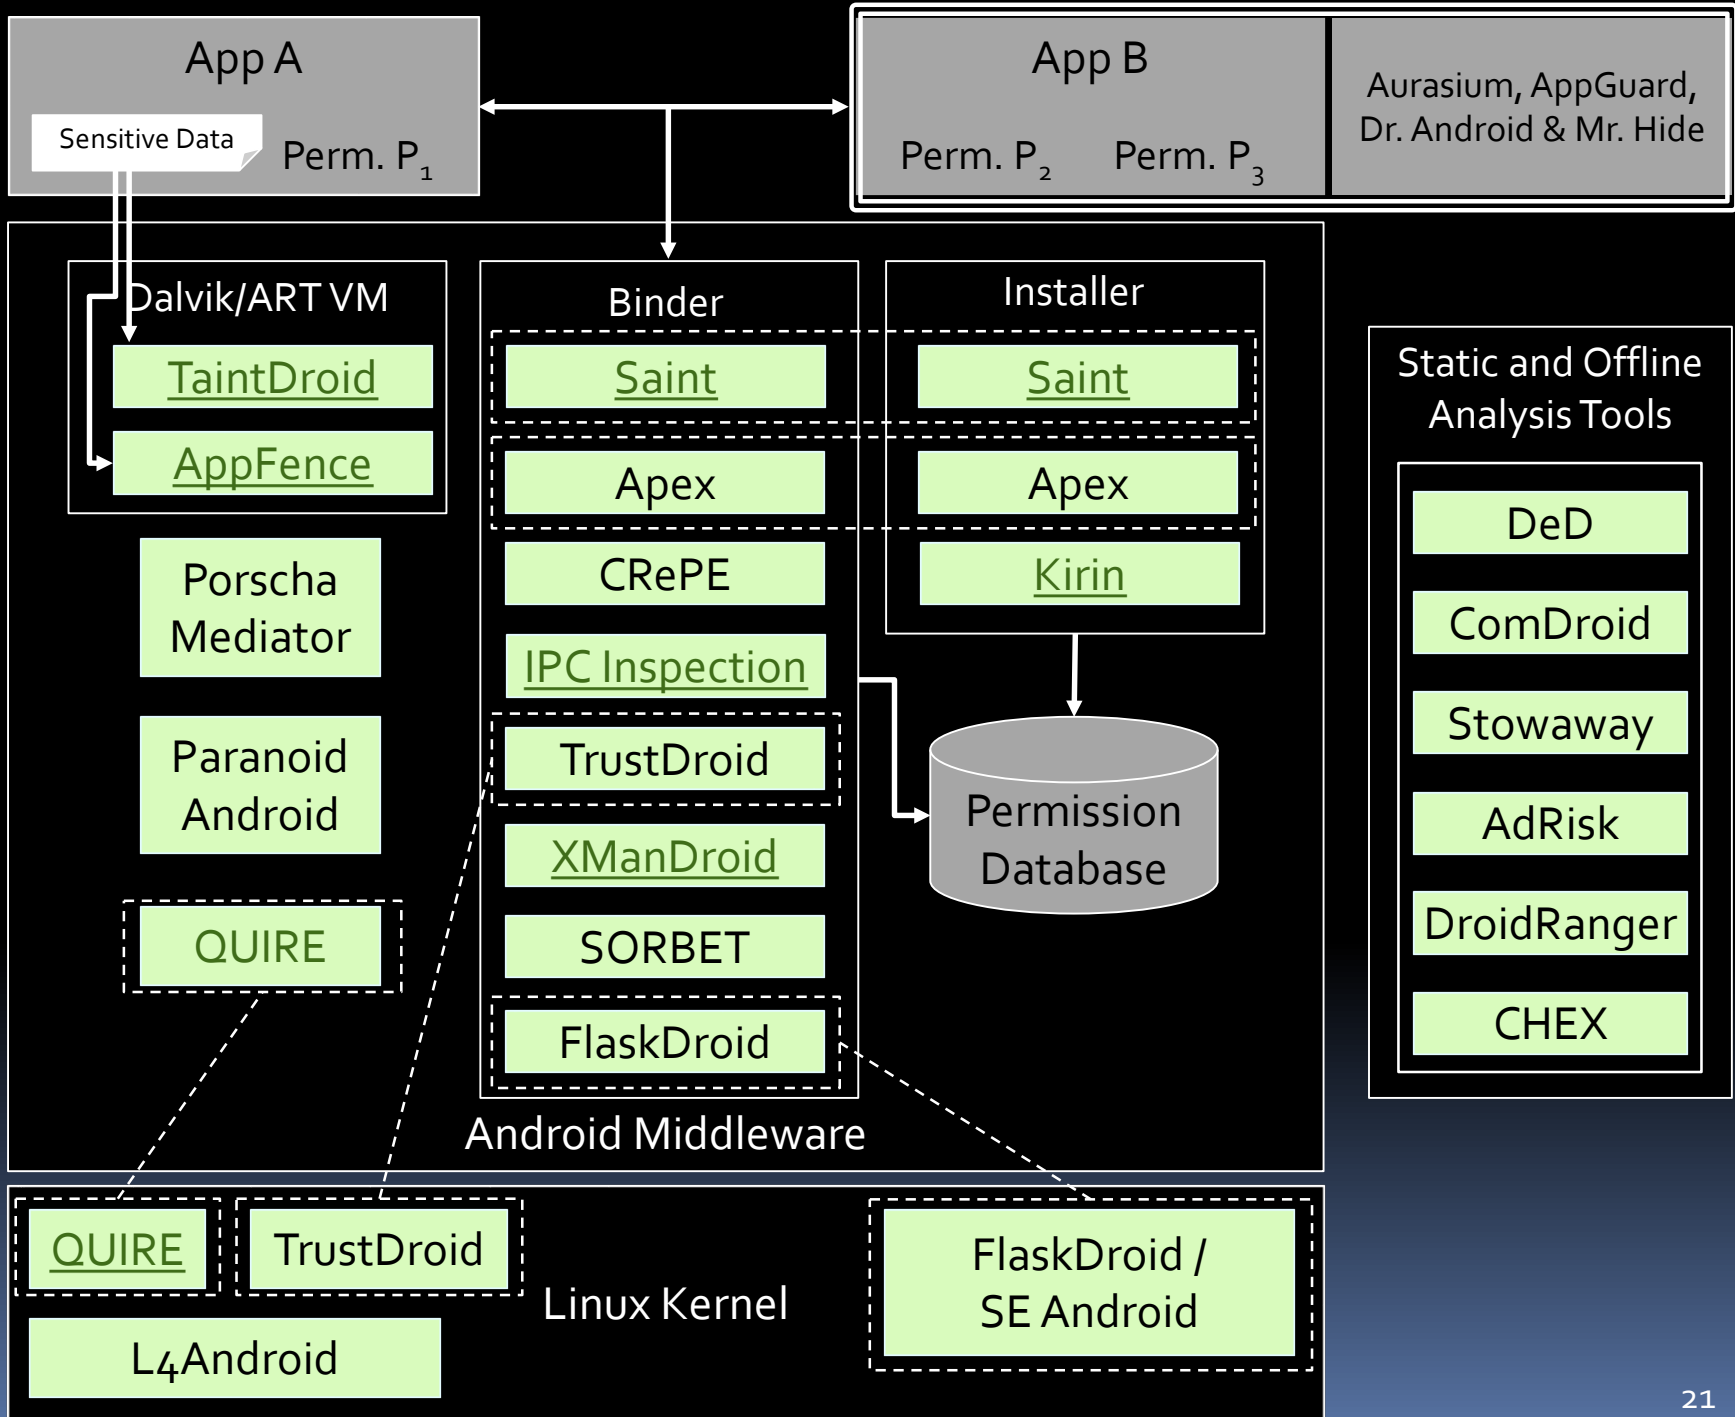 App A
Sensitive Data
Perm. P1
App B
Perm. P2 Perm. P3
Aurasium, AppGuard,
Dr. Android & Mr. Hide
Dalvik/ART VM
TaintDroid
AppFence
Porscha
Mediator
Paranoid
Android
QUIRE
Binder
Saint
Apex
CRePE
IPC Inspection
TrustDroid
XManDroid
SORBET
FlaskDroid
Installer
Saint
Apex
Kirin
Permission
Database
Android Middleware
Static and Offline
Analysis Tools
DeD
ComDroid
Stowaway
AdRisk
DroidRanger
CHEX
QUIRE
TrustDroid
L4Android
Linux Kernel
FlaskDroid /
SE Android
21